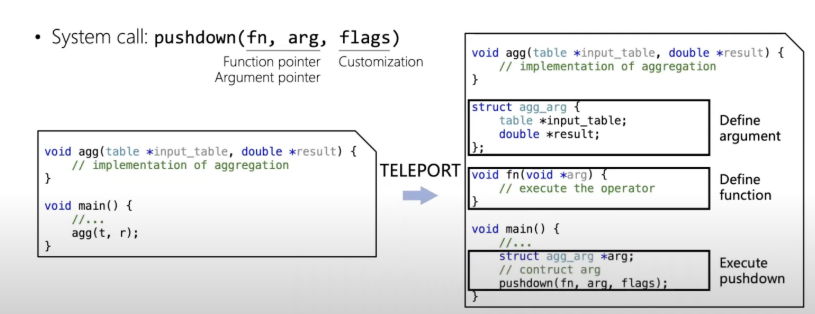 • System call: pushdown(fn, arg, flags)
Function pointer
Argument pointer
Customization
void agg(table *input_table, double *result) {
// implementation of aggregation
}
void main() {
//...
agg(t, r);
}
TELEPORT
void agg(table *input_table, double *result) {
// implementation of aggregation
}
struct agg_arg {
table *input_table;
double *result;
};
Define
argument
void fn(void *arg) {
// execute the operator
}
Define
function
void main() {
//...
struct agg_arg *arg;
// contruct arg
pushdown(fn, arg, flags);
}
Execute
pushdown